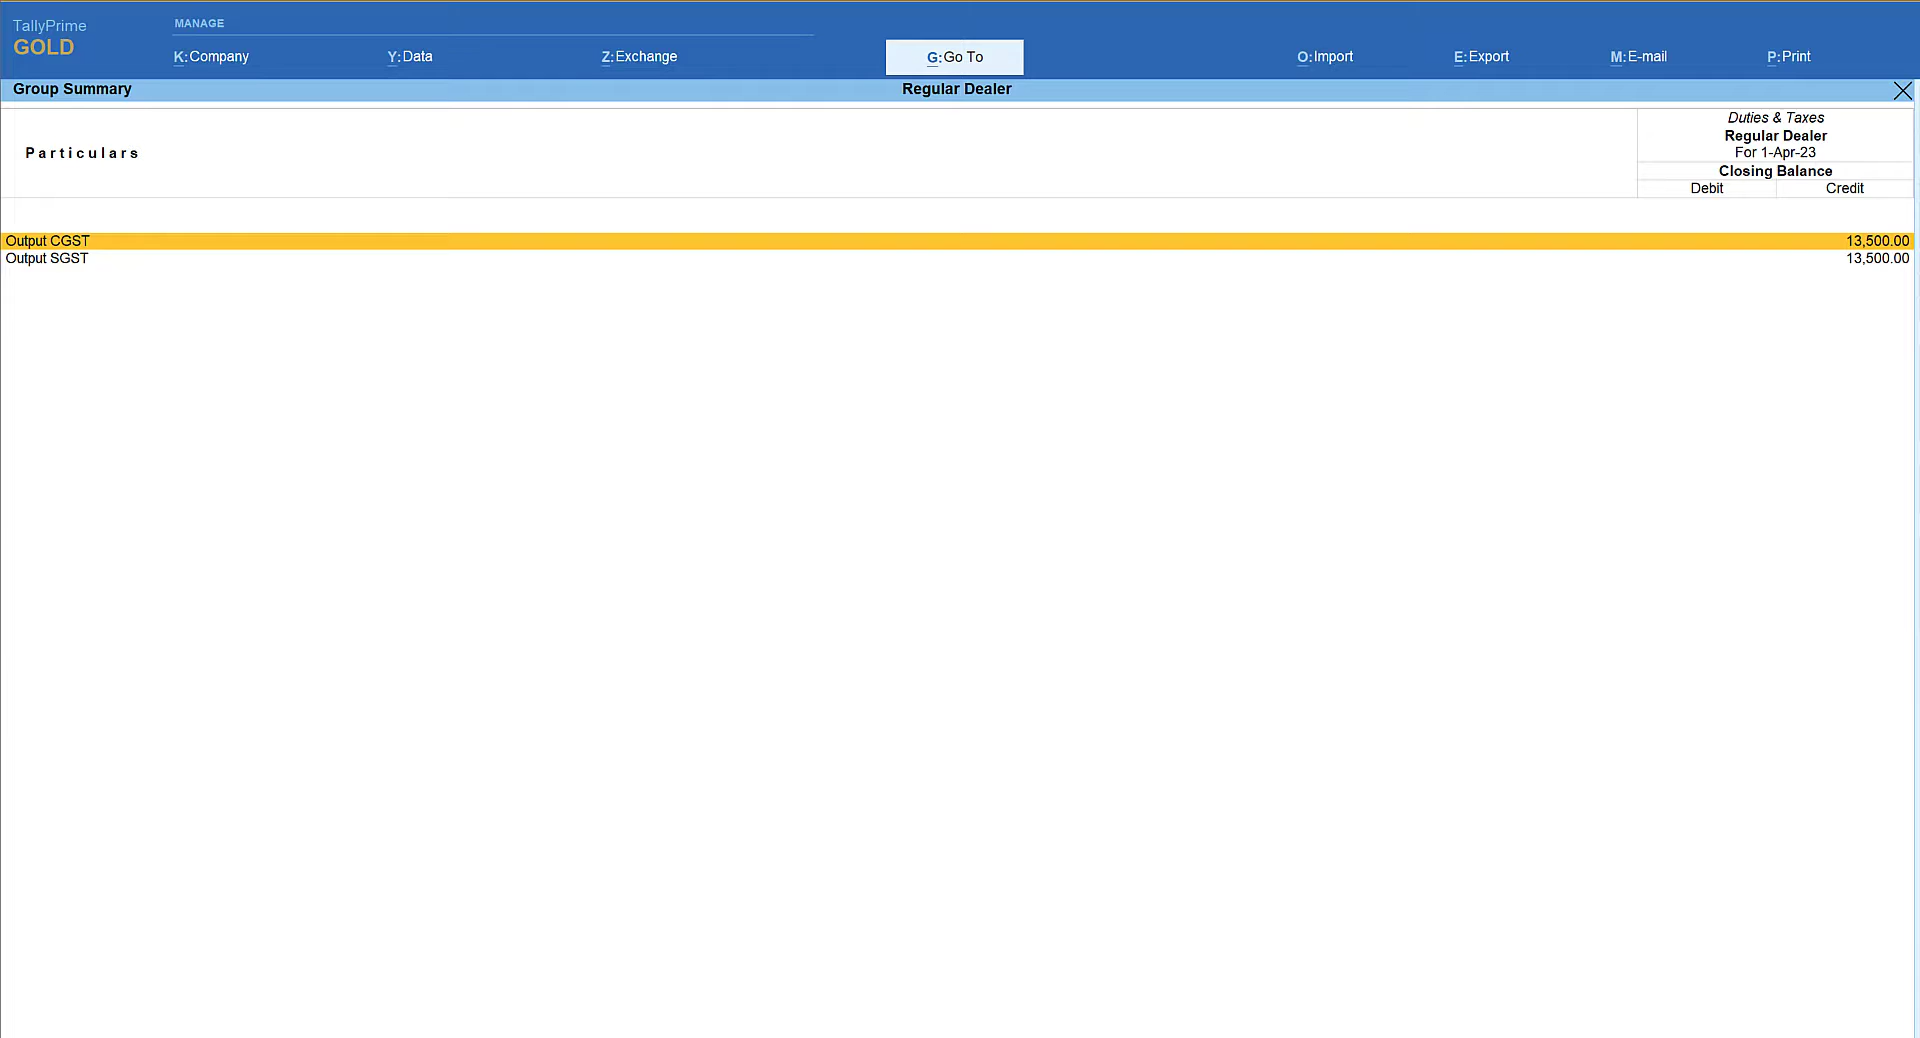 TallyPrime
GOLD
MANAGE
K:Company
Y:Data
Z:Exchange
G:Go To
O:Import
E:Export
M:E-mail
P:Print
Group Summary
Regular Dealer
Particulars
Duties & Taxes
Regular Dealer
For 1-Apr-23
Closing Balance
Debit Credit
Output CGST 13,500.00
Output SGST 13,500.00